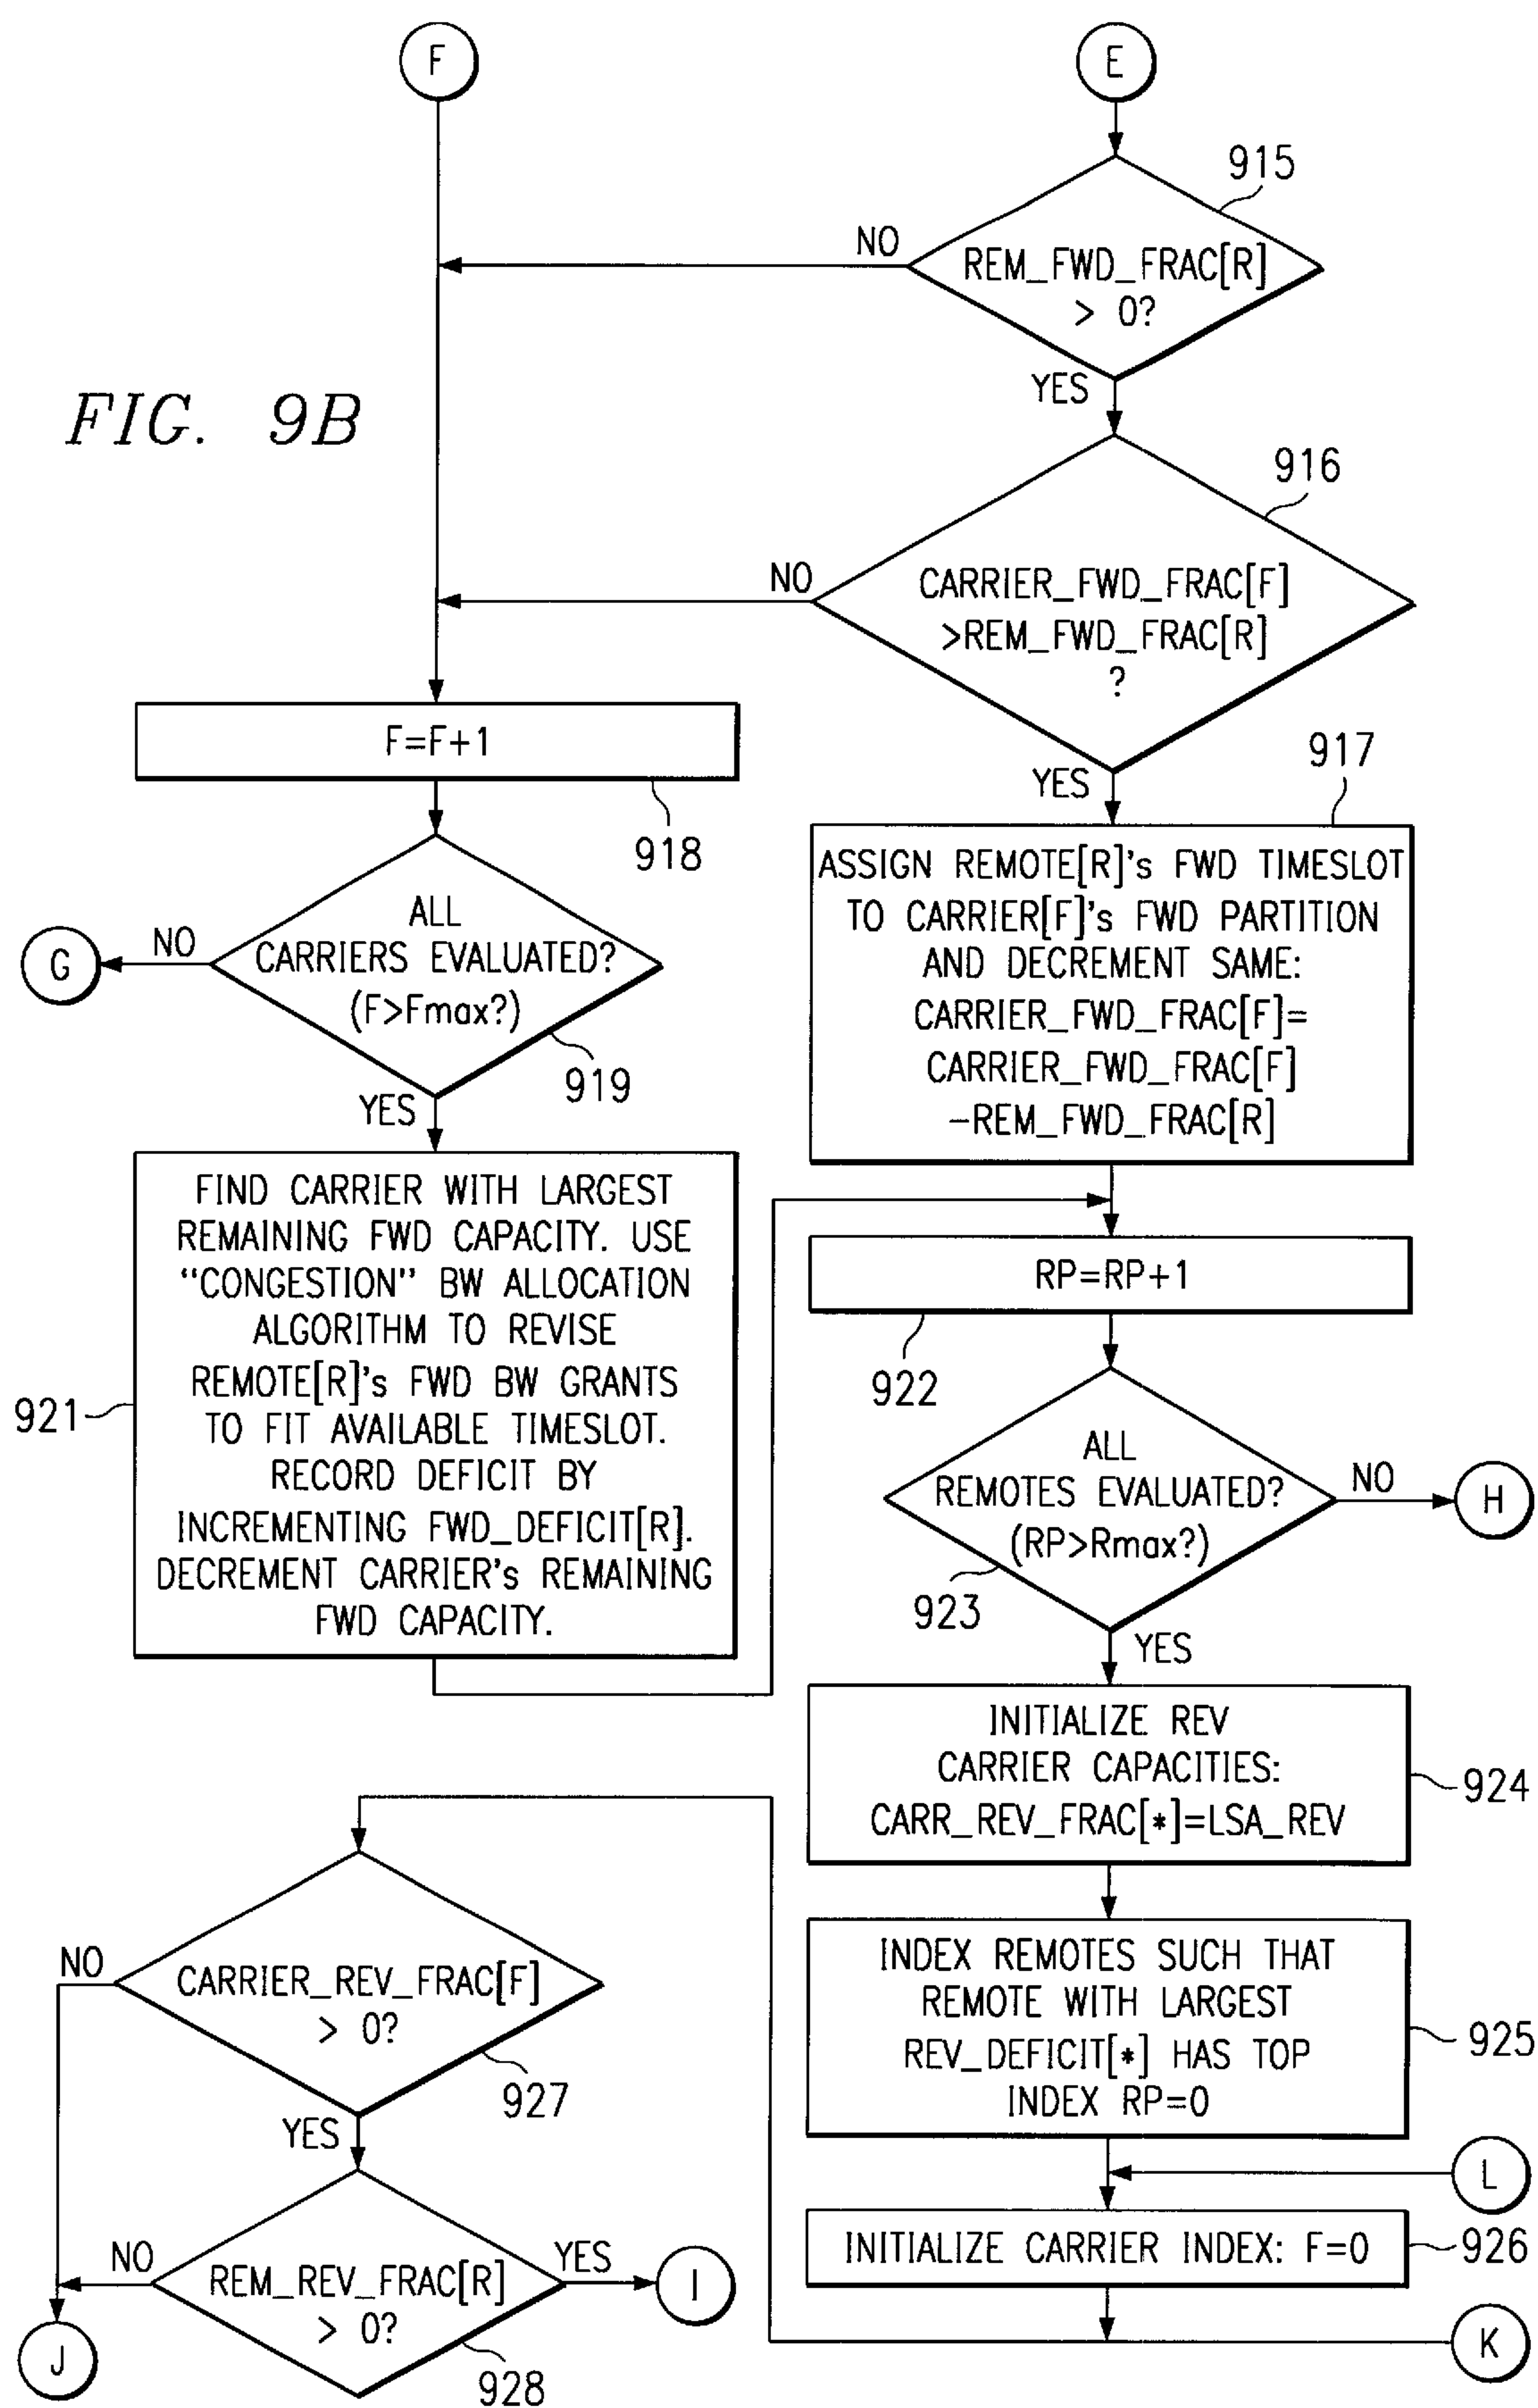 F
E
915
NO
REM_FWD_FRAC[R]
> 0?
YES
FIG. 9B
916
NO
CARRIER_FWD_FRAC[F]
>REM_FWD_FRAC[R]
?
YES
917
F=F+1
918
ASSIGN REMOTE[R]'s FWD TIMESLOT
TO CARRIER[F]'s FWD PARTITION
AND DECREMENT SAME:
CARRIER_FWD_FRAC[F]=
CARRIER_FWD_FRAC[F]
-REM_FWD_FRAC[R]
G
NO
ALL
CARRIERS EVALUATED?
(F>Fmax?)
919
YES
FIND CARRIER WITH LARGEST
REMAINING FWD CAPACITY. USE
"CONGESTION" BW ALLOCATION
ALGORITHM TO REVISE
REMOTE[R]'s FWD BW GRANTS
TO FIT AVAILABLE TIMESLOT.
RECORD DEFICIT BY
INCREMENTING FWD_DEFICIT[R].
DECREMENT CARRIER's REMAINING
FWD CAPACITY.
921
RP=RP+1
922
ALL
REMOTES EVALUATED?
(RP>Rmax?)
NO
H
923
YES
INITIALIZE REV
CARRIER CAPACITIES:
CARR_REV_FRAC[*]=LSA_REV
924
INDEX REMOTES SUCH THAT
REMOTE WITH LARGEST
REV_DEFICIT[*] HAS TOP
INDEX RP=0
925
L
INITIALIZE CARRIER INDEX: F=0
926
K
NO
CARRIER_REV_FRAC[F]
> 0?
927
YES
NO
REM_REV_FRAC[R]
> 0?
YES
I
928
J